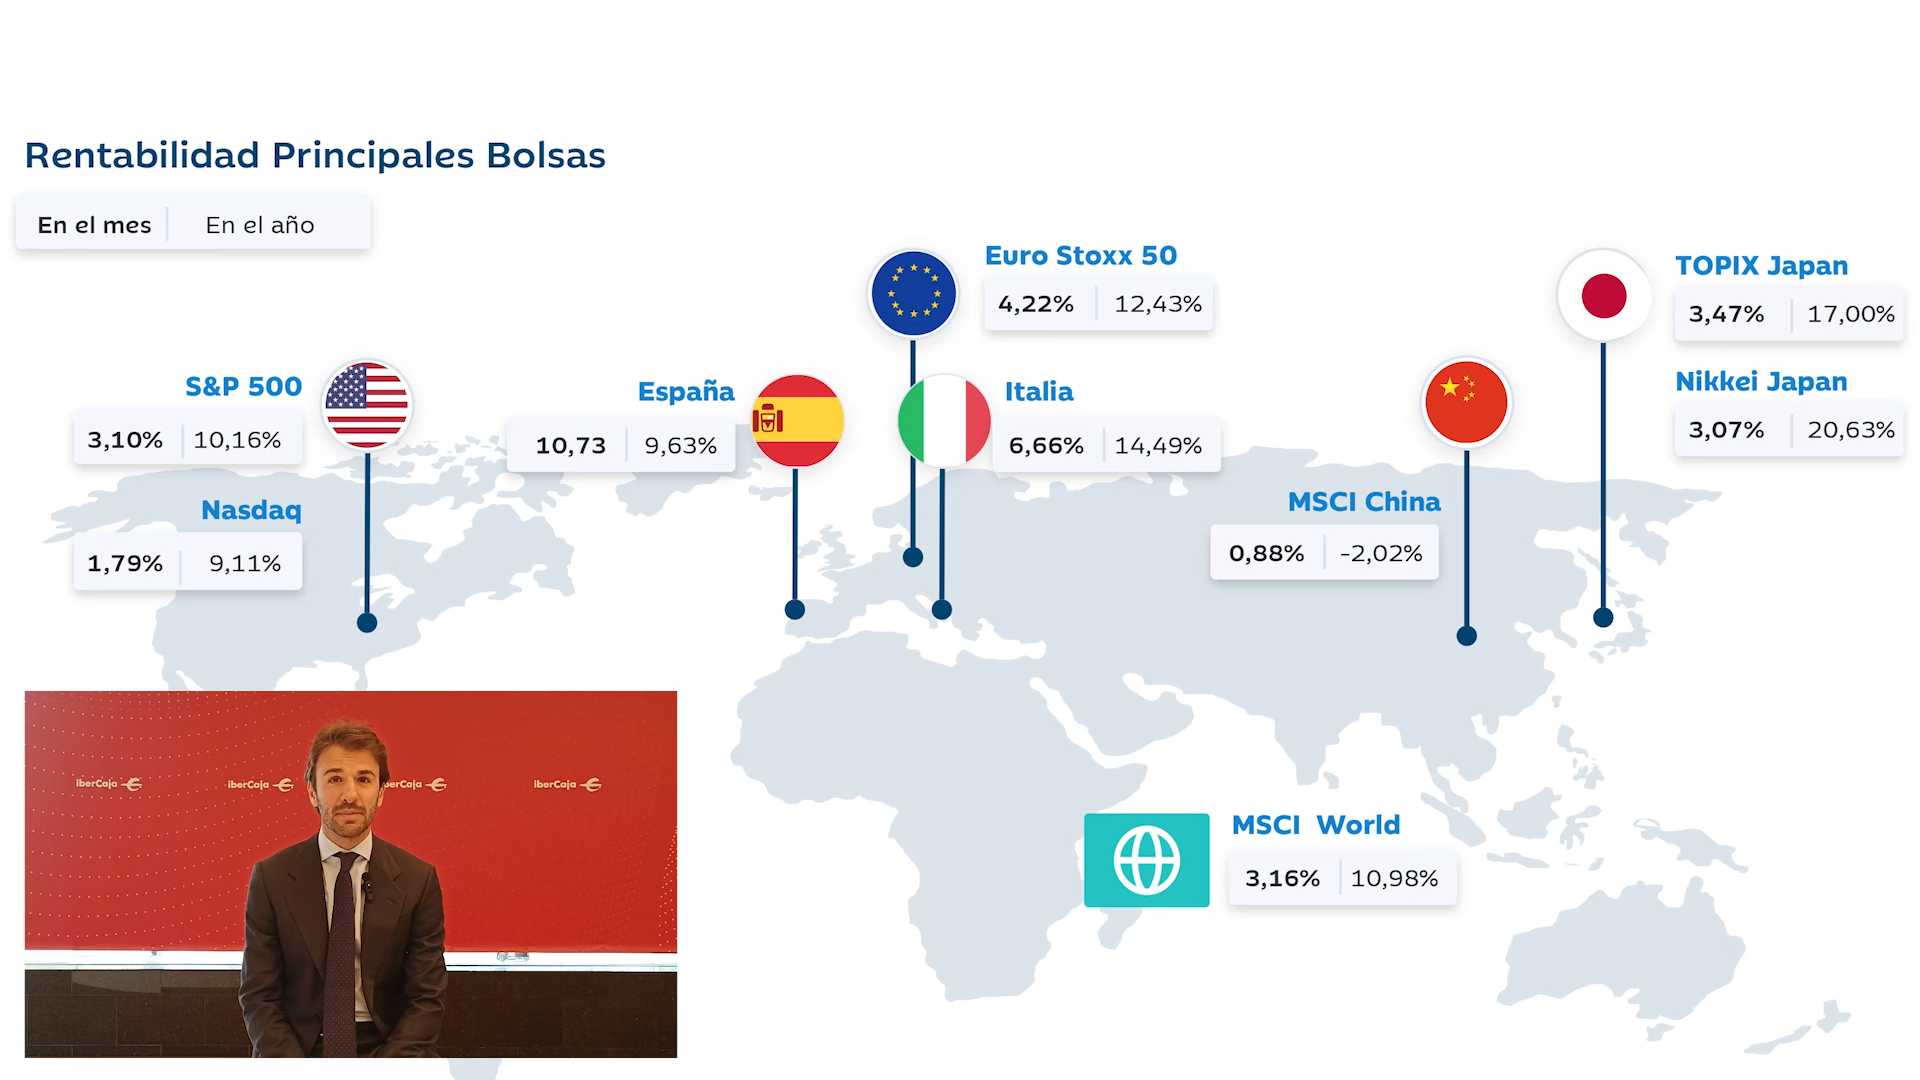 Rentabilidad Principales Bolsas
En el mes En el año
Euro Stoxx 50
4,22% 12,43%
TOPIX Japan
3,47% 17,00%
S&P 500
3,10% 10,16%
España
10,73 9,63%
Italia
6,66% 14,49%
Nikkei Japan
3,07% 20,63%
Nasdaq
1,79% 9,11%
MSCI China
0,88% -2,02%
MSCI World
3,16% 10,98%
iberCaja iberCaja berCaja iberCaja